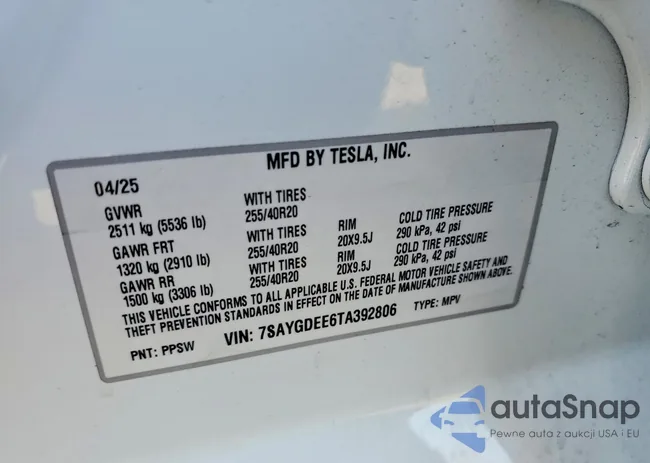 MFD BY TESLA, INC.
04/25
GVWR WITH TIRES
2511 kg (5536 lb) 255/40R20
GAWR FRT WITH TIRES RIM COLD TIRE PRESSURE
1320 kg (2910 lb) 255/40R20 20X9.5J 290 kPa, 42 psi
GAWR RR WITH TIRES RIM COLD TIRE PRESSURE
1500 kg (3306 lb) 255/40R20 20X9.5J 290 kPa, 42 psi
THIS VEHICLE CONFORMS TO ALL APPLICABLE U.S. FEDERAL MOTOR VEHICLE SAFETY AND
THEFT PREVENTION STANDARDS IN EFFECT ON THE DATE OF MANUFACTURE SHOWN ABOVE.
PNT: PPSW VIN: 7SAYGDEE6TA392806 TYPE: MPV
autaSnap
Pewne auta z aukcji USA i EU